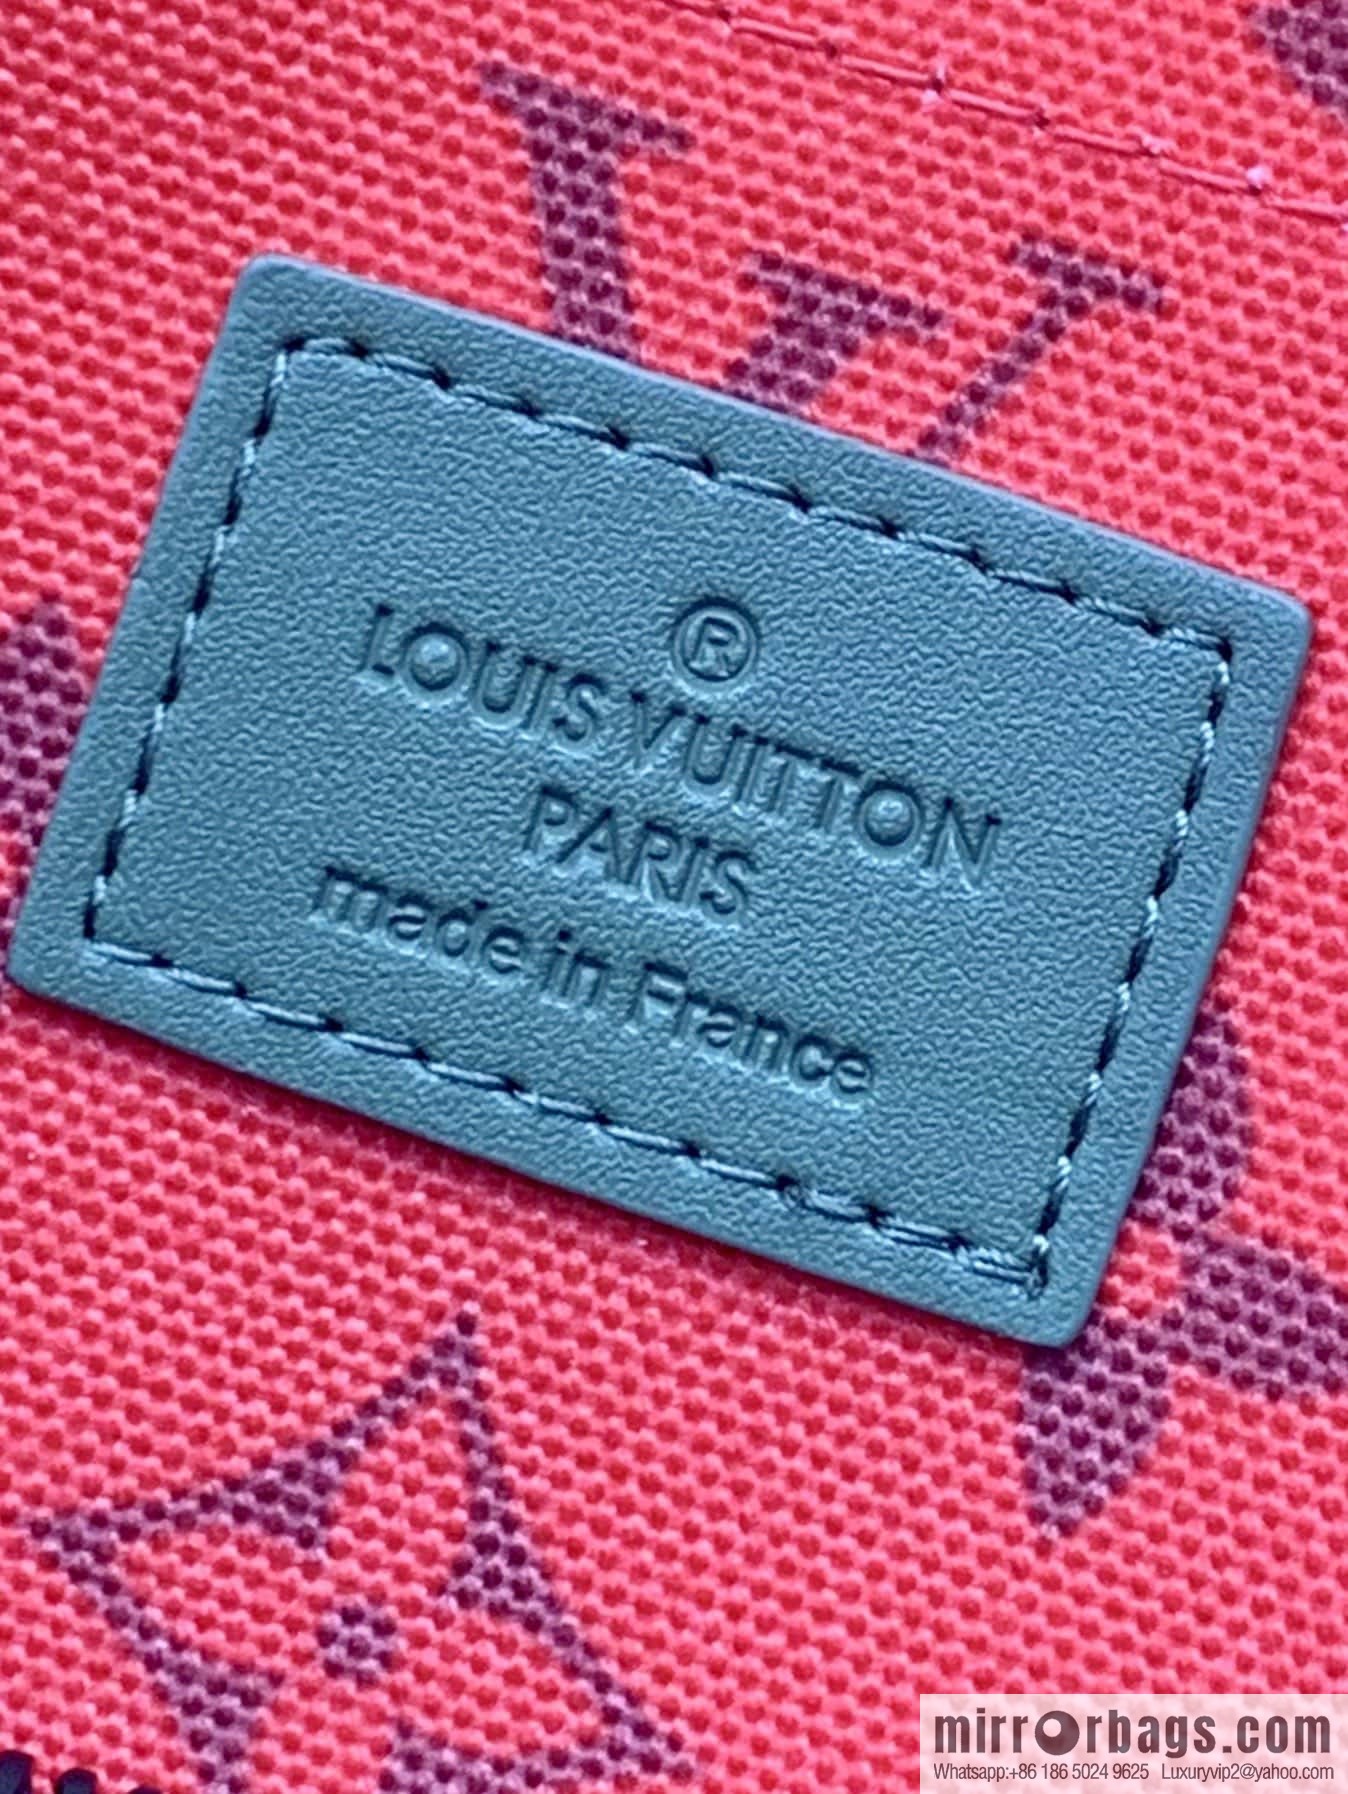 ®
LOUIS VUITTON
PARIS
made in France
mirrorbags.com
Whatsapp:+86 186 5024 9625 Luxuryvip2@yahoo.com